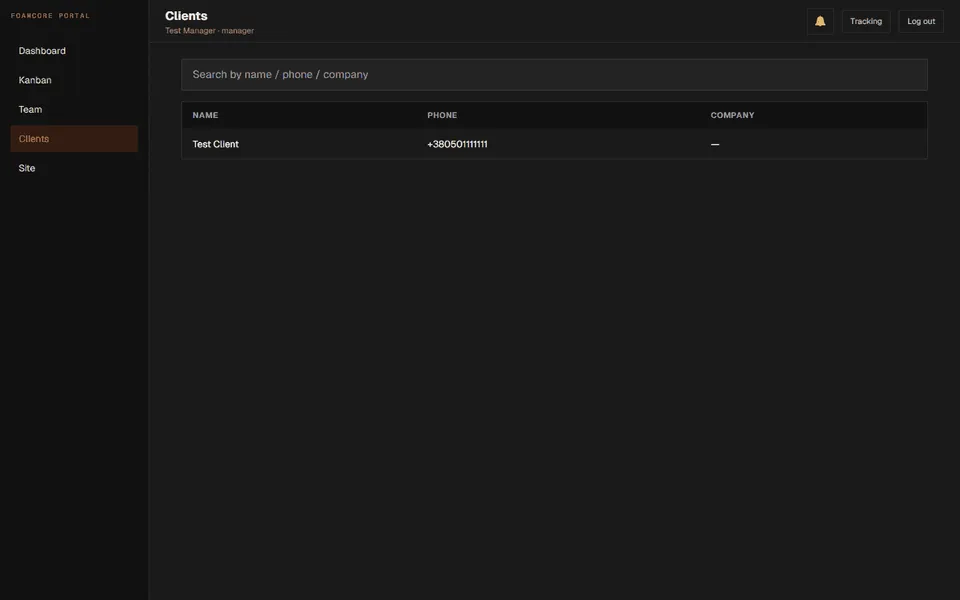 FOAMCORE PORTAL
Dashboard
Kanban
Team
Clients
Site
Clients
Test Manager · manager
Tracking
Log out
Search by name / phone / company
NAME PHONE COMPANY
Test Client +380501111111 —